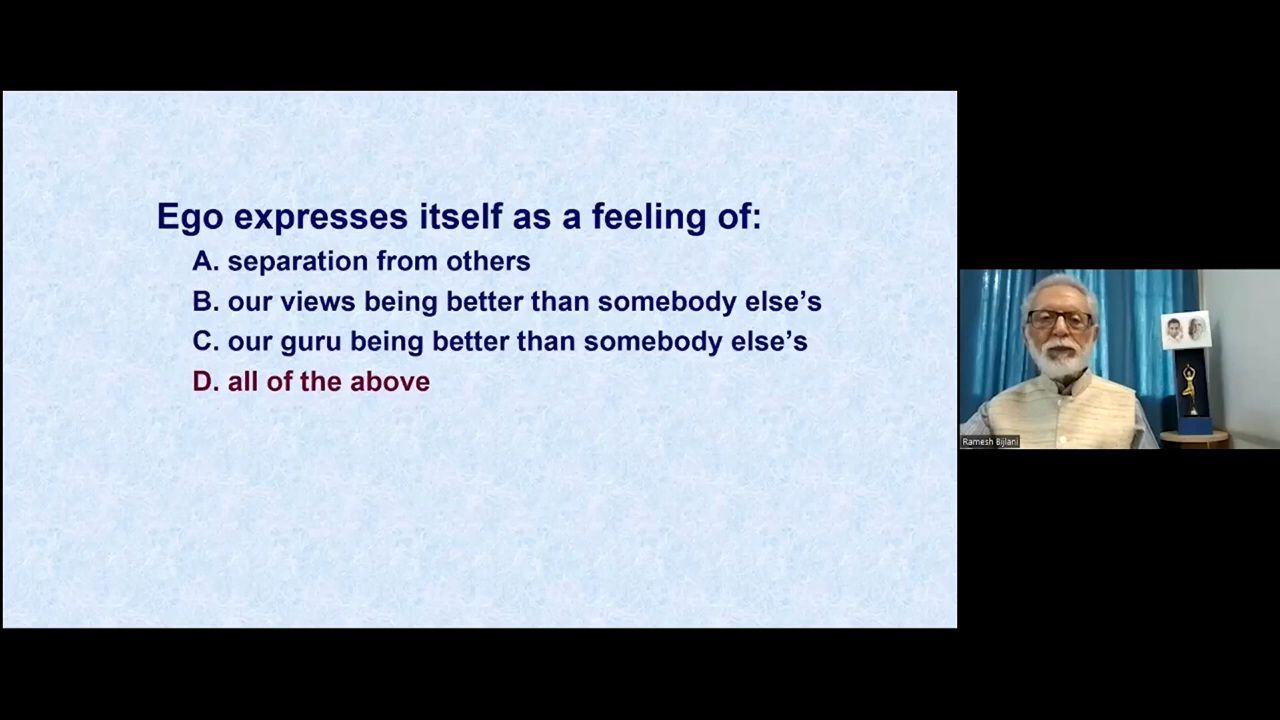 Ego expresses itself as a feeling of:
A. separation from others
B. our views being better than somebody else’s
C. our guru being better than somebody else’s
D. all of the above
Ramesh Bijlani